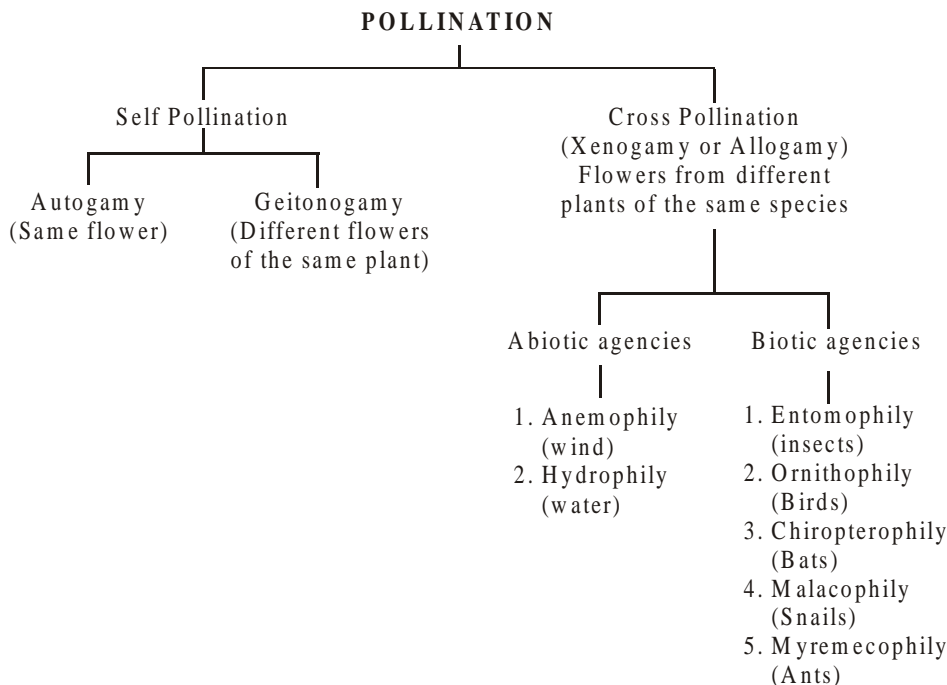 POLLINATION
Self Pollination
Autogamy
(Same flower)
Geitonogamy
(Different flowers
of the same plant)
Cross Pollination
(Xenogamy or Allogamy)
Flowers from different
plants of the same species
Abiotic agencies
1. Anemophily
(wind)
2. Hydrophily
(water)
Biotic agencies
1. Entomophily
(insects)
2. Ornithophily
(Birds)
3. Chiropterophily
(Bats)
4. Malacophily
(Snails)
5. Myremecophily
(Ants)